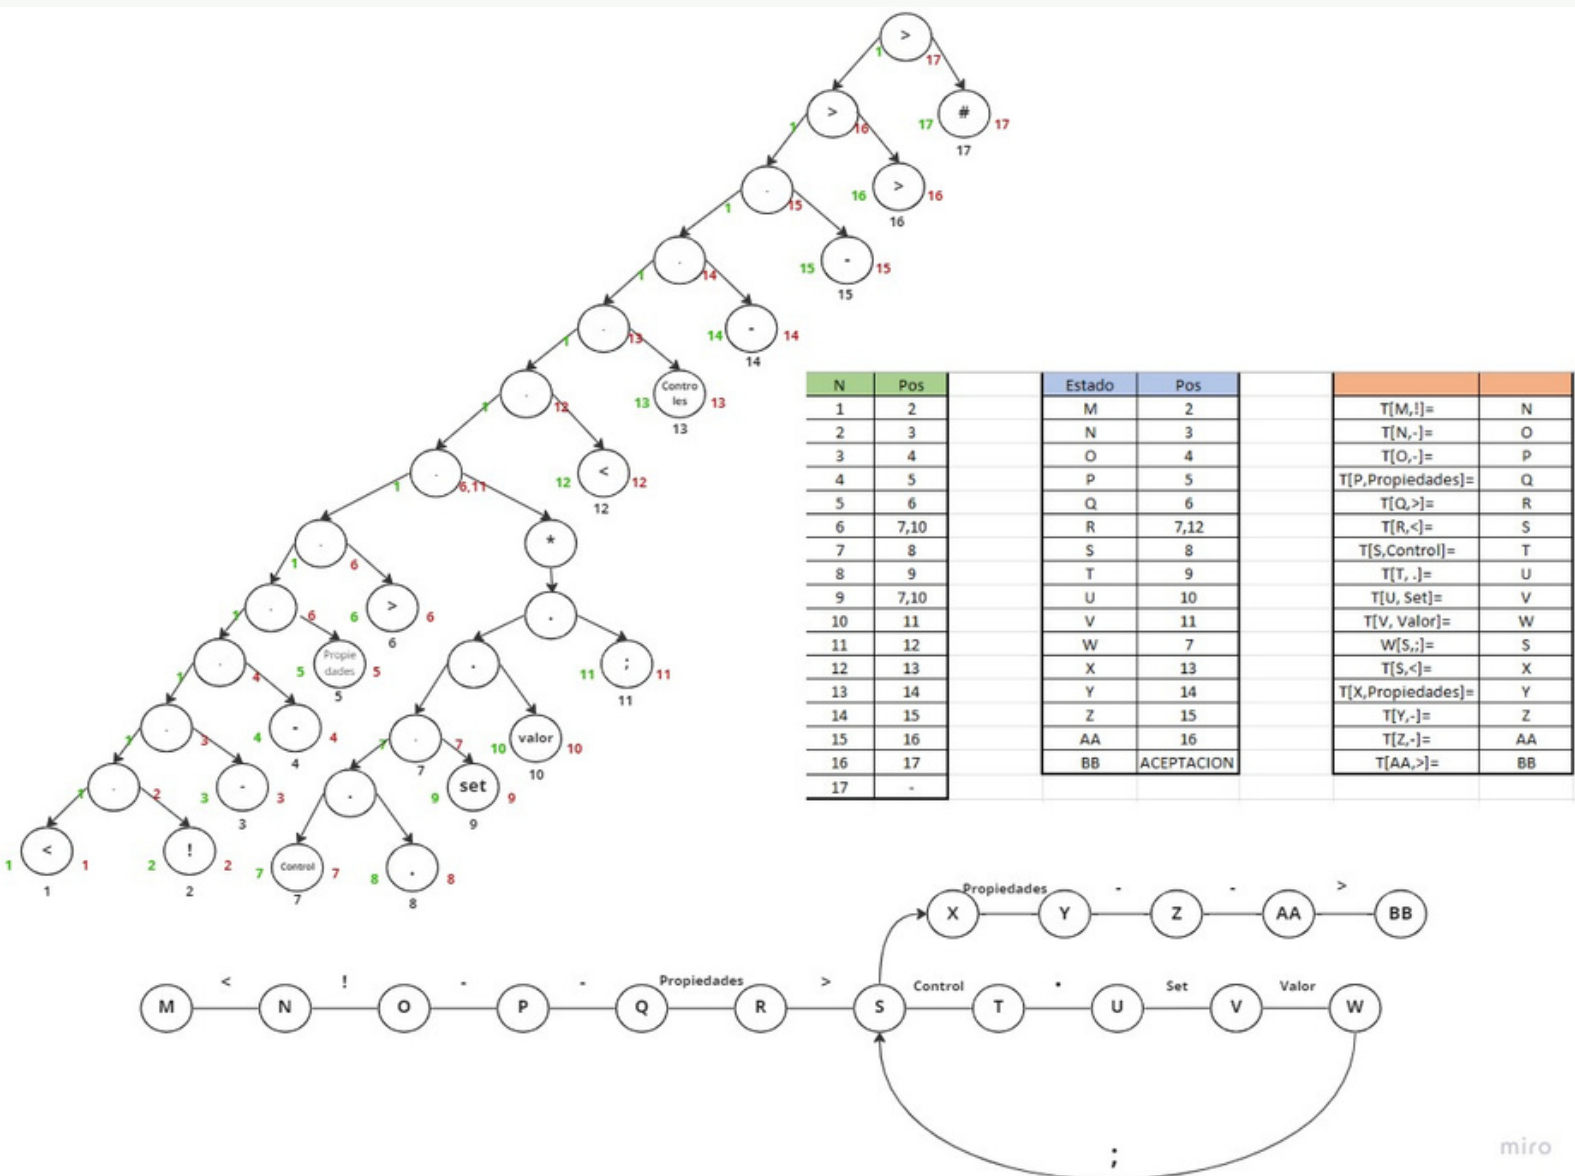 >
1 17
>
#
17 17
17
1 16
.
>
16 16
16
1 15
.
-
15 15
15
1 14
.
-
14 14
14
1 13
.
Contro
les
13 13
13
1 12
.
<
12 12
12
1 6,11
.
*
1 6
.
>
6 6
6
.
1 6
.
Propie
dades
5 5
5
.
;
11 11
11
1 4
.
-
4 4
4
.
valor
10 10
10
1 3
.
-
3 3
3
7 7
7
.
set
9 9
9
1 2
<
1 1
1
!
2 2
2
Control
7 7
7
.
8 8
8
N Pos
1 2
2 3
3 4
4 5
5 6
6 7,10
7 8
8 9
9 7,10
10 11
11 12
12 13
13 14
14 15
15 16
16 17
17 -
Estado Pos
M 2
N 3
O 4
P 5
Q 6
R 7,12
S 8
T 9
U 10
V 11
W 7
X 13
Y 14
Z 15
AA 16
BB ACEPTACION
T[M,!]= N
T[N,-]= O
T[O,-]= P
T[P,Propiedades]= Q
T[Q,>]= R
T[R,<]= S
T[S,Control]= T
T[T, .]= U
T[U, Set]= V
T[V, Valor]= W
W[S,;]= S
T[S,<]= X
T[X,Propiedades]= Y
T[Y,-]= Z
T[Z,-]= AA
T[AA,>]= BB
Propiedades - - >
X Y Z AA BB
< ! - - Propiedades > Control . Set Valor
M N O P Q R S T U V W
;
miro